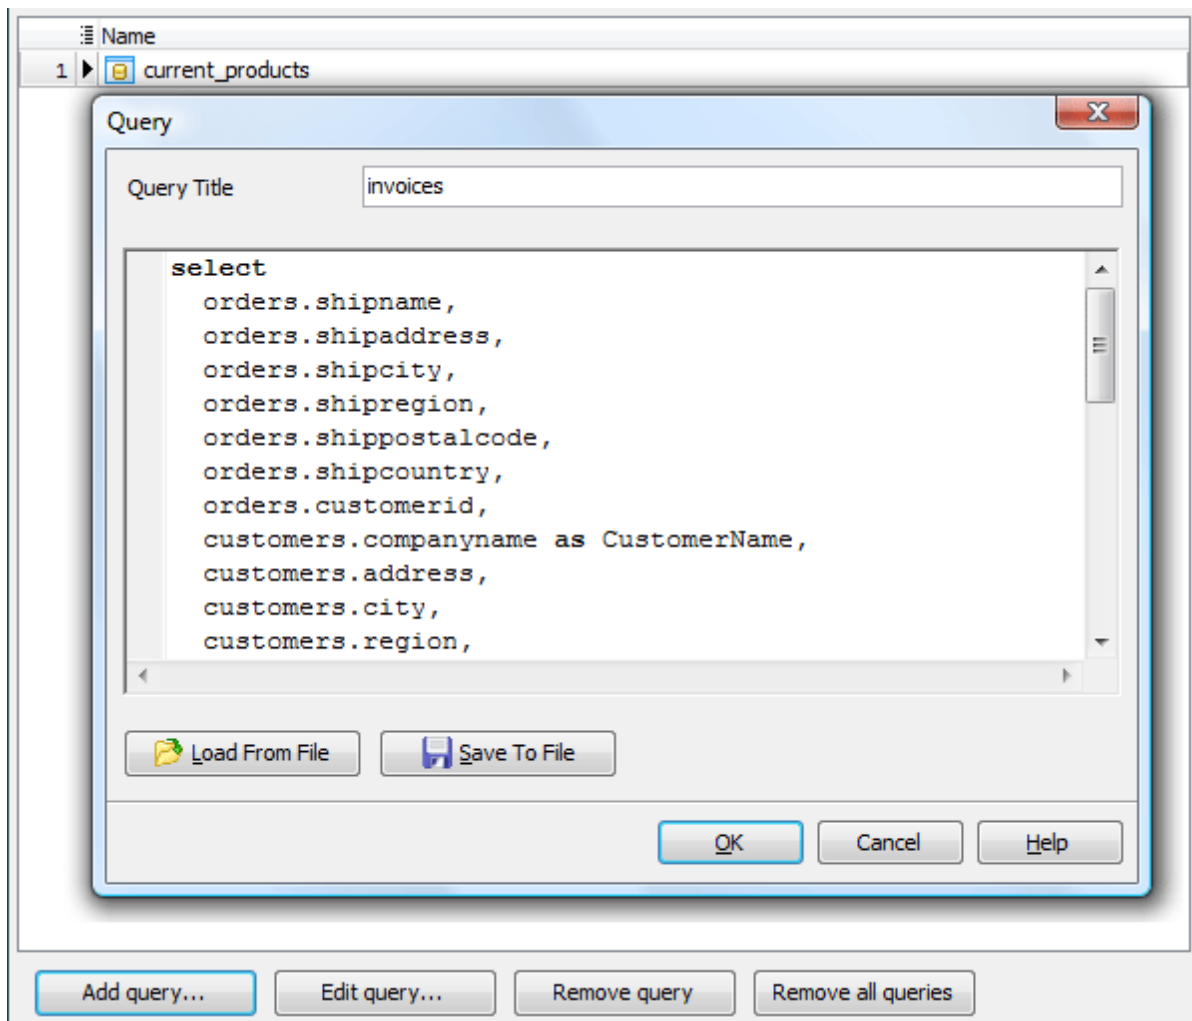 Name
1 current_products
Query
Query Title invoices
select
orders.shipname,
orders.shipaddress,
orders.shipcity,
orders.shipregion,
orders.shippostalcode,
orders.shipcountry,
orders.customerid,
customers.companyname as CustomerName,
customers.address,
customers.city,
customers.region,
Load From File Save To File
OK Cancel Help
Add query... Edit query... Remove query Remove all queries